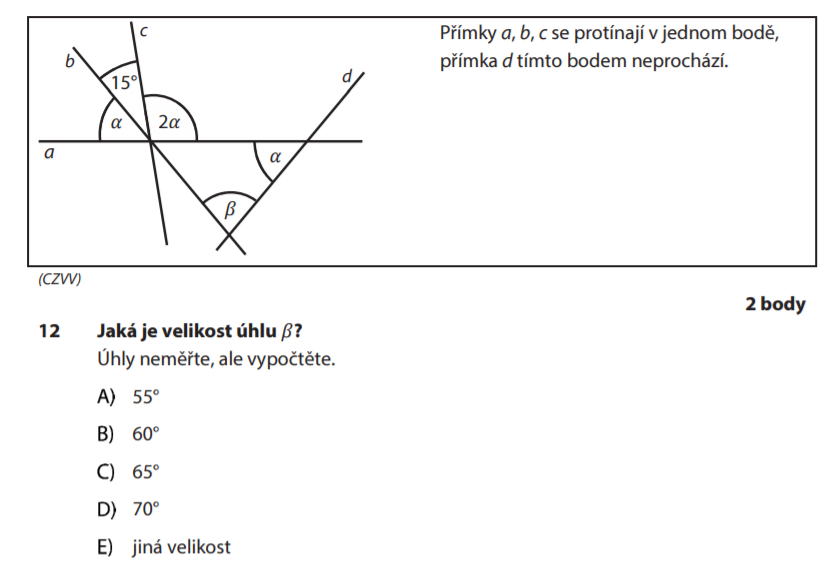 c
b
15°
d
α
2α
a
α
β
Přímky a, b, c se protínají v jednom bodě,
přímka d tímto bodem neprochází.
(CZVV)
2 body
12 Jaká je velikost úhlu β?
Úhly neměřte, ale vypočtěte.
A) 55°
B) 60°
C) 65°
D) 70°
E) jiná velikost